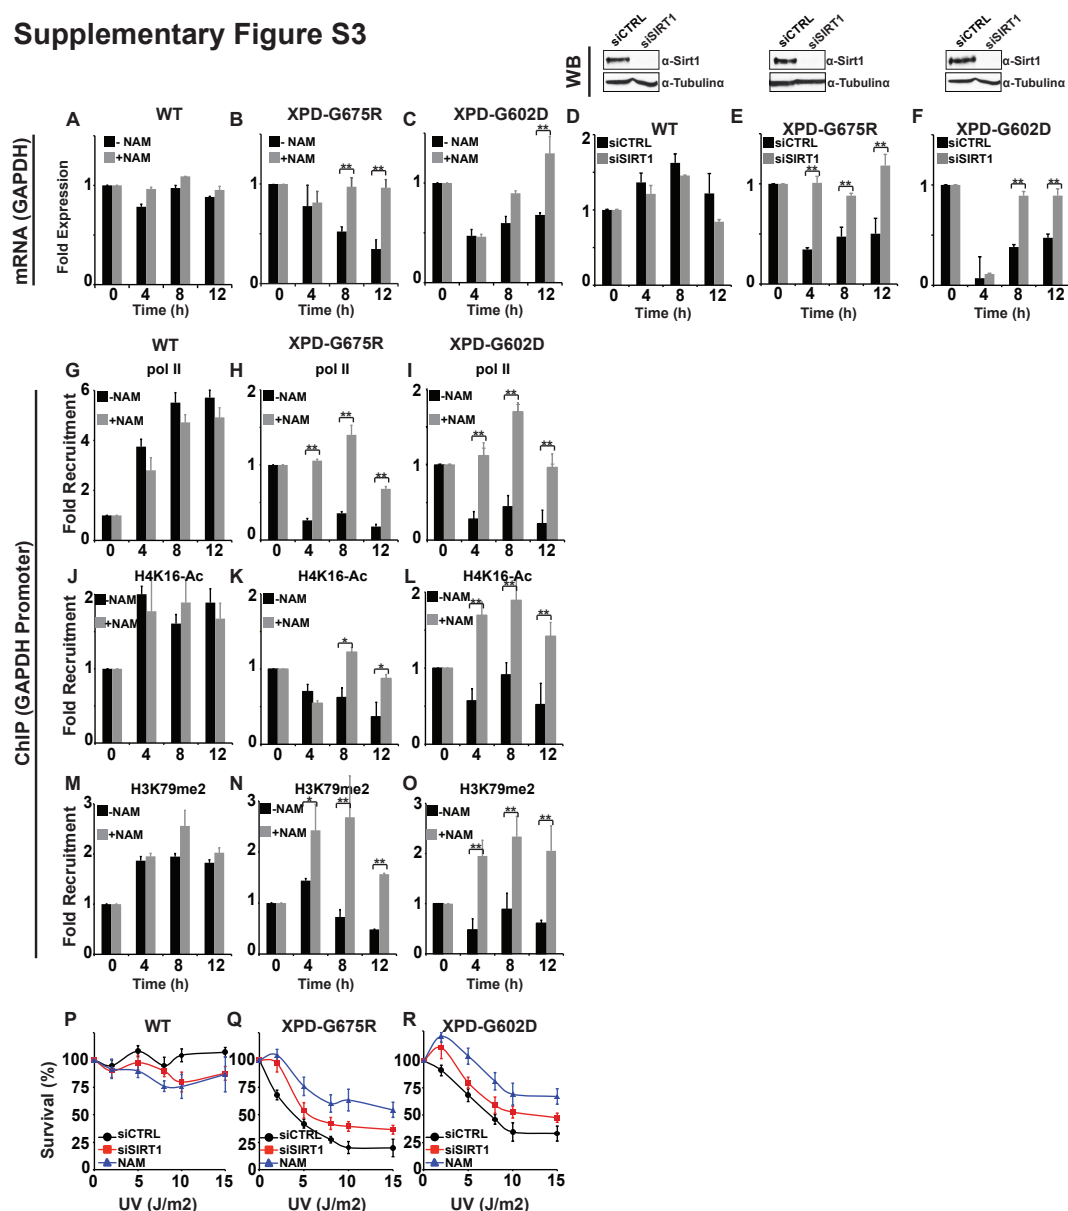 Supplementary Figure S3
siCTRL siSIRT1 siCTRL siSIRT1 siCTRL siSIRT1
WB α-Sirt1 α-Sirt1 α-Sirt1
α-Tubulinα α-Tubulinα α-Tubulinα
A WT B XPD-G675R C XPD-G602D D WT E XPD-G675R F XPD-G602D
mRNA (GAPDH)
Fold Expression
- NAM - NAM - NAM siCTRL siCTRL siCTRL
+NAM +NAM +NAM siSIRT1 siSIRT1 siSIRT1
** ** ** ** ** ** ** **
2 2 2 2 2 2
1 1 1 1.5 1 1
1
0.5
0 0 0 0 0 0
0 4 8 12 0 4 8 12 0 4 8 12 0 4 8 12 0 4 8 12 0 4 8 12
Time (h) Time (h) Time (h) Time (h) Time (h) Time (h)
WT XPD-G675R XPD-G602D
G pol II H pol II I pol II
ChIP (GAPDH Promoter)
Fold Recruitment
-NAM -NAM -NAM
+NAM +NAM +NAM
** ** ** ** ** **
6 2 2
4 1 1
2
0 0 0
0 4 8 12 0 4 8 12 0 4 8 12
J H4K16-Ac K H4K16-Ac L H4K16-Ac
Fold Recruitment
-NAM -NAM -NAM
+NAM +NAM +NAM
* * ** ** **
2 2 2
1 1 1
0 0 0
0 4 8 12 0 4 8 12 0 4 8 12
M H3K79me2 N H3K79me2 O H3K79me2
Fold Recruitment
-NAM -NAM -NAM
+NAM +NAM +NAM
* ** ** ** ** **
3 3 3
2 2 2
1 1 1
0 0 0
0 4 8 12 0 4 8 12 0 4 8 12
Time (h) Time (h) Time (h)
P WT Q XPD-G675R R XPD-G602D
Survival (%)
100 100 100
75 75 75
50 50 50
25 25 25
0 0 0
siCTRL siCTRL siCTRL
siSIRT1 siSIRT1 siSIRT1
NAM NAM NAM
0 5 10 15 0 5 10 15 0 5 10 15
UV (J/m2) UV (J/m2) UV (J/m2)